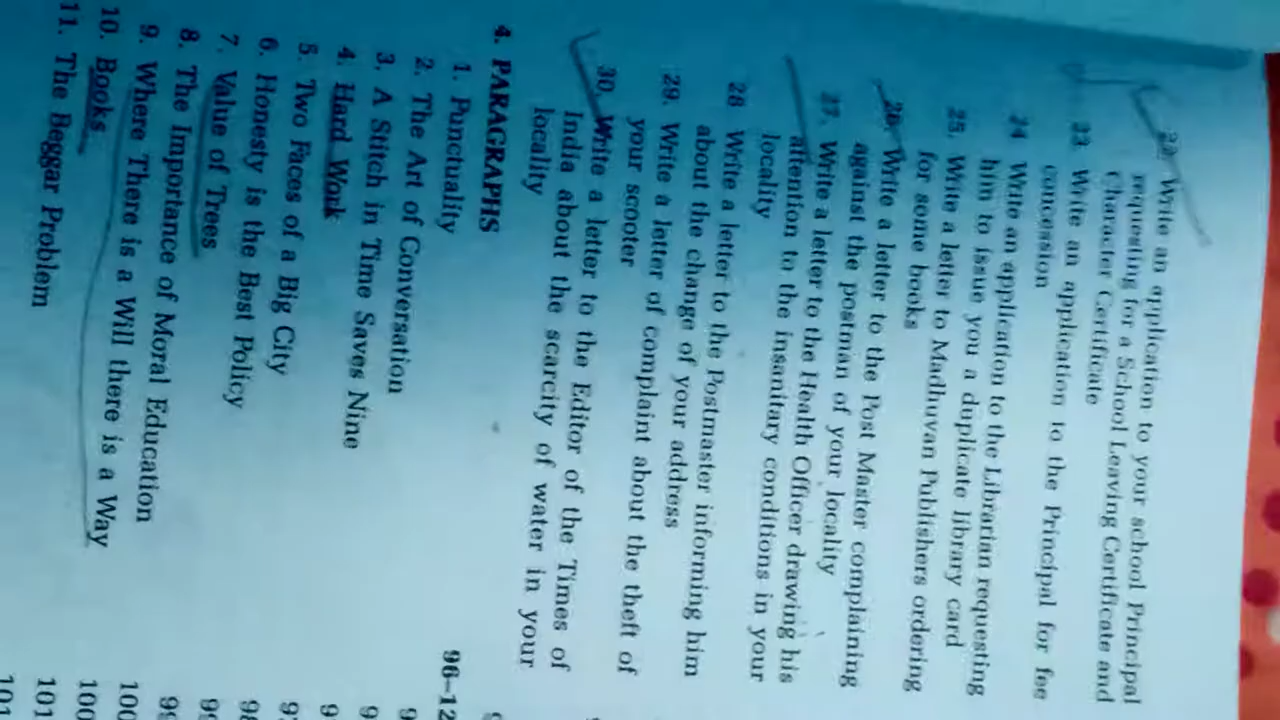 22. Write an application to your school Principal
requesting for a School Leaving Certificate and
Character Certificate
23. Write an application to the Principal for fee
concession
24 Write an application to the Librarian requesting
him to issue you a duplicate library card
25. Write a letter to Madhuvan Publishers ordering
for some books
26. Write a letter to the Post Master complaining
against the postman of your locality
27. Write a letter to the Health Officer drawing his
attention to the insanitary conditions in your
locality
28 Write a letter to the Postmaster informing him
about the change of your address
29. Write a letter of complaint about the theft of
your scooter
30. Write a letter to the Editor of the Times of
India about the scarcity of water in your
locality
4. PARAGRAPHS 96–12
1. Punctuality
2. The Art of Conversation
3. A Stitch in Time Saves Nine
4. Hard Work
5. Two Faces of a Big City
6. Honesty is the Best Policy
7. Value of Trees
8. The Importance of Moral Education
9. Where There is a Will there is a Way 100
10. Books 100
11. The Beggar Problem 101
101